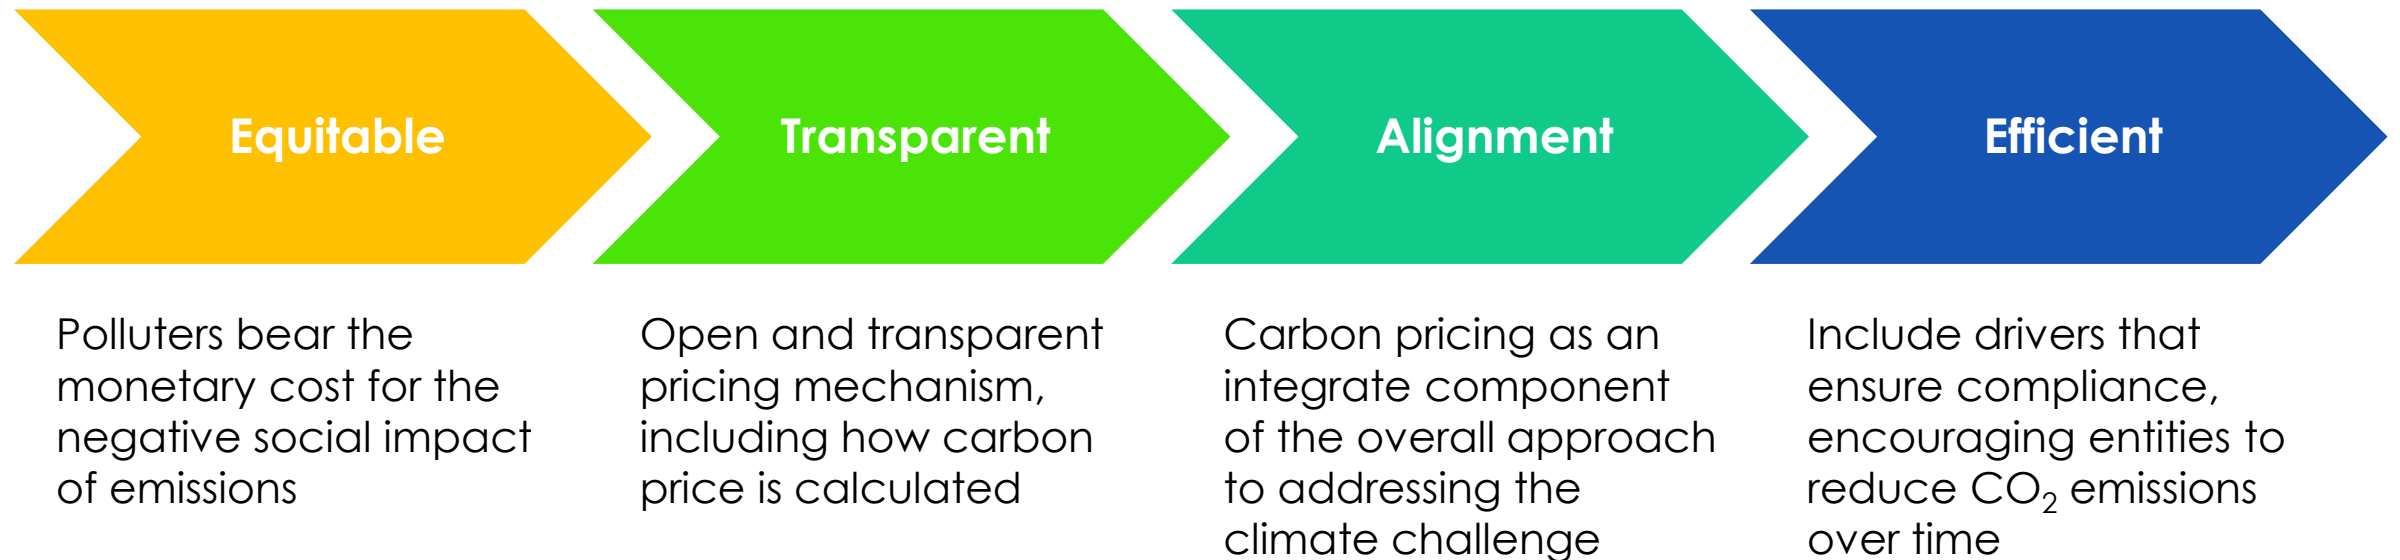 Equitable
Transparent
Alignment
Efficient
Polluters bear the
monetary cost for the
negative social impact
of emissions
Open and transparent
pricing mechanism,
including how carbon
price is calculated
Carbon pricing as an
integrate component
of the overall approach
to addressing the
climate challenge
Include drivers that
ensure compliance,
encouraging entities to
reduce CO₂ emissions
over time